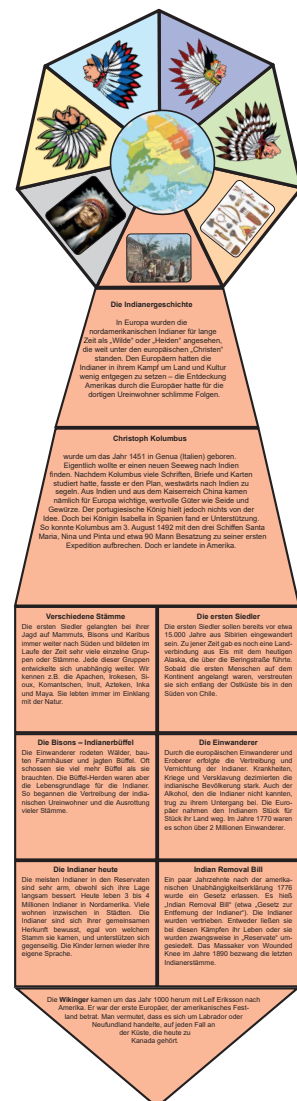 Die Indianergeschichte
In Europa wurden die
nordamerikanischen Indianer für lange
Zeit als „Wilde" oder „Heiden" angesehen,
die weit unter den europäischen „Christen"
standen. Den Europäern hatten die
Indianer in ihrem Kampf um Land und Kultur
wenig entgegen zu setzen – die Entdeckung
Amerikas durch die Europäer hatte für die
dortigen Ureinwohner schlimme Folgen.
Christoph Kolumbus
wurde um das Jahr 1451 in Genua (Italien) geboren.
Eigentlich wollte er einen neuen Seeweg nach Indien
finden. Nachdem Kolumbus viele Schriften, Briefe und Karten
studiert hatte, fasste er den Plan, westwärts nach Indien zu
segeln. Aus Indien und aus dem Kaiserreich China kamen
nämlich für Europa wichtige, wertvolle Güter wie Seide und
Gewürze. Der portugiesische König hielt jedoch nichts von der
Idee. Doch bei Königin Isabella in Spanien fand er Unterstützung.
So konnte Kolumbus am 3. August 1492 mit den drei Schiffen Santa
Maria, Nina und Pinta und etwa 90 Mann Besatzung zu seiner ersten
Expedition aufbrechen. Doch er landete in Amerika.
Verschiedene Stämme
Die ersten Siedler gelangten bei ihrer
Jagd auf Mammuts, Bisons und Karibus
immer weiter nach Süden und bildeten im
Laufe der Zeit sehr viele einzelne Grup-
pen oder Stämme. Jede dieser Gruppen
entwickelte sich unabhängig weiter. Wir
kennen z.B. die Apachen, Irokesen, Si-
oux, Komantschen, Inuit, Azteken, Inka
und Maya. Sie lebten immer im Einklang
mit der Natur.
Die ersten Siedler
Die ersten Siedler sollen bereits vor etwa
15.000 Jahre aus Sibirien eingewandert
sein. Zu jener Zeit gab es noch eine Land-
verbindung aus Eis mit dem heutigen
Alaska, die über die Beringstraße führte.
Sobald die ersten Menschen auf dem
Kontinent angelangt waren, verstreuten
sie sich entlang der Ostküste bis in den
Süden von Chile.
Die Bisons – Indianerbüffel
Die Einwanderer rodeten Wälder, bau-
ten Farmhäuser und jagten Büffel. Oft
schossen sie viel mehr Büffel als sie
brauchten. Die Büffel-Herden waren aber
die Lebensgrundlage für die Indianer.
So begannen die Vertreibung der india-
nischen Ureinwohner und die Ausrottung
vieler Stämme.
Die Einwanderer
Durch die europäischen Einwanderer und
Eroberer erfolgte die Vertreibung und
Vernichtung der Indianer. Krankheiten,
Kriege und Versklavung dezimierten die
indianische Bevölkerung stark. Auch der
Alkohol, den die Indianer nicht kannten,
trug zu ihrem Untergang bei. Die Euro-
päer nahmen den Indianern Stück für
Stück ihr Land weg. Im Jahre 1770 waren
es schon über 2 Millionen Einwanderer.
Die Indianer heute
Die meisten Indianer in den Reservaten
sind sehr arm, obwohl sich ihre Lage
langsam bessert. Heute leben 3 bis 4
Millionen Indianer in Nordamerika. Viele
wohnen inzwischen in Städten. Die
Indianer sind sich ihrer gemeinsamen
Herkunft bewusst, egal von welchem
Stamm sie kamen, und unterstützen sich
gegenseitig. Die Kinder lernen wieder ihre
eigene Sprache.
Indian Removal Bill
Ein paar Jahrzehnte nach der amerika-
nischen Unabhängigkeitserklärung 1776
wurde ein Gesetz erlassen. Es hieß
„Indian Removal Bill" (etwa „Gesetz zur
Entfernung der Indianer"). Die Indianer
wurden vertrieben. Entweder ließen sie
bei diesen Kämpfen ihr Leben oder sie
wurden zwangsweise in „Reservate" um-
gesiedelt. Das Massaker von Wounded
Knee im Jahre 1890 bezwang die letzten
Indianerstämme.
Die Wikinger kamen um das Jahr 1000 herum mit Leif Eriksson nach
Amerika. Er war der erste Europäer, der amerikanisches Fest-
land betrat. Man vermutet, dass es sich um Labrador oder
Neufundland handelte, auf jeden Fall an
der Küste, die heute zu
Kanada gehört.